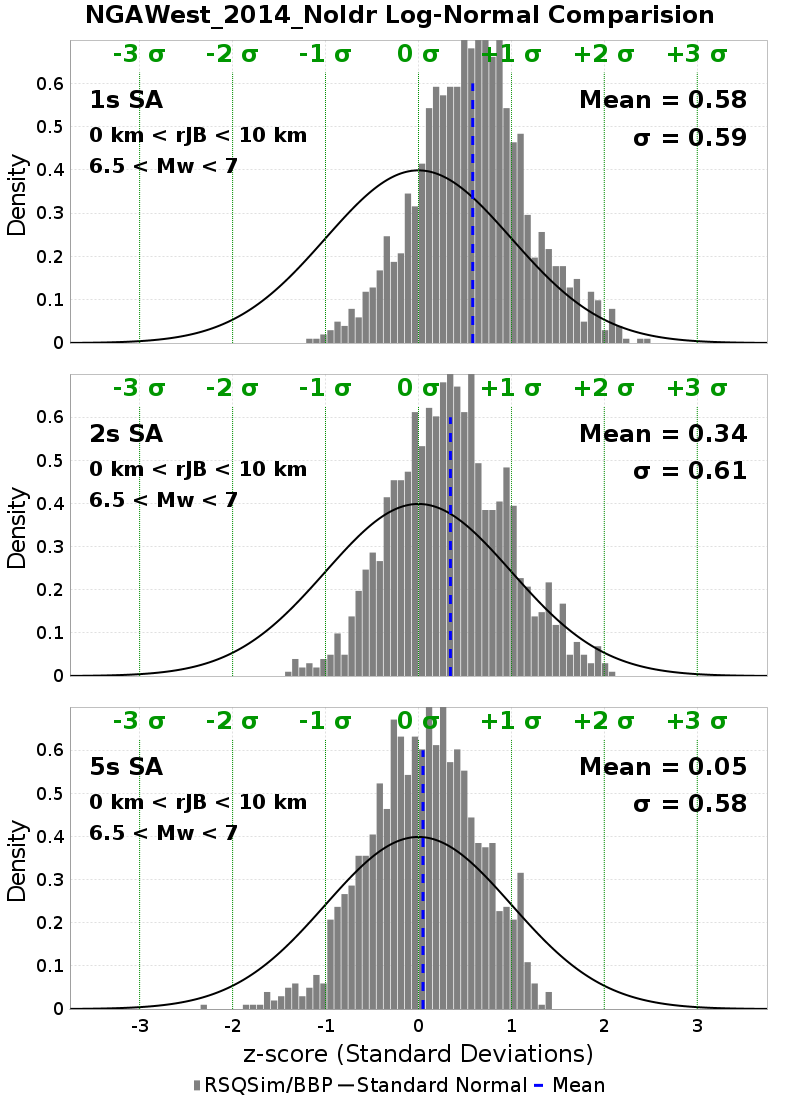 NGAWest_2014_NoIdr Log-Normal Comparision
-3 σ -2 σ -1 σ 0 σ +1 σ +2 σ +3 σ
1s SA
Mean = 0.58
0 km < rJB < 10 km
σ = 0.59
6.5 < Mw < 7
Density
0.6
0.5
0.4
0.3
0.2
0.1
0
-3 σ -2 σ -1 σ 0 σ +1 σ +2 σ +3 σ
2s SA
Mean = 0.34
0 km < rJB < 10 km
σ = 0.61
6.5 < Mw < 7
Density
0.6
0.5
0.4
0.3
0.2
0.1
0
-3 σ -2 σ -1 σ 0 σ +1 σ +2 σ +3 σ
5s SA
Mean = 0.05
0 km < rJB < 10 km
σ = 0.58
6.5 < Mw < 7
Density
0.6
0.5
0.4
0.3
0.2
0.1
0
-3 -2 -1 0 1 2 3
z-score (Standard Deviations)
RSQSim/BBP Standard Normal Mean